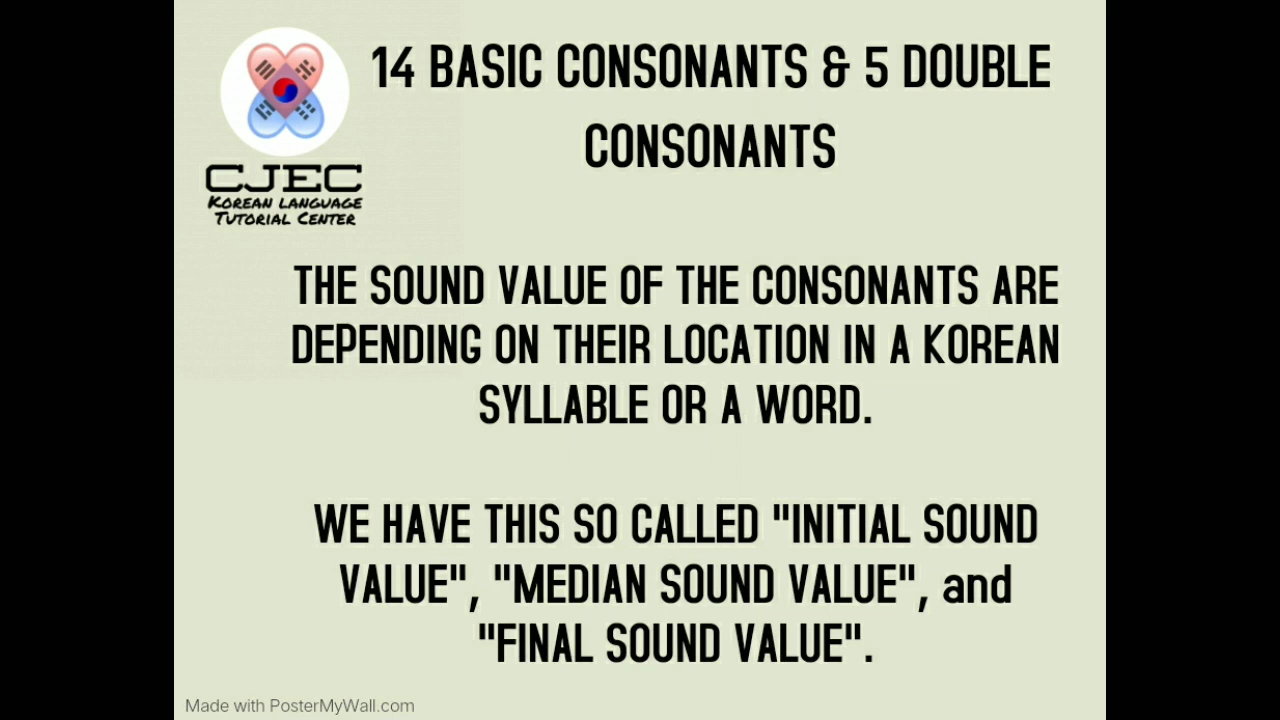 14 BASIC CONSONANTS & 5 DOUBLE
CONSONANTS
CJEC
KOREAN LANGUAGE
TUTORIAL CENTER
THE SOUND VALUE OF THE CONSONANTS ARE
DEPENDING ON THEIR LOCATION IN A KOREAN
SYLLABLE OR A WORD.
WE HAVE THIS SO CALLED "INITIAL SOUND
VALUE", "MEDIAN SOUND VALUE", and
"FINAL SOUND VALUE".
Made with PosterMyWall.com